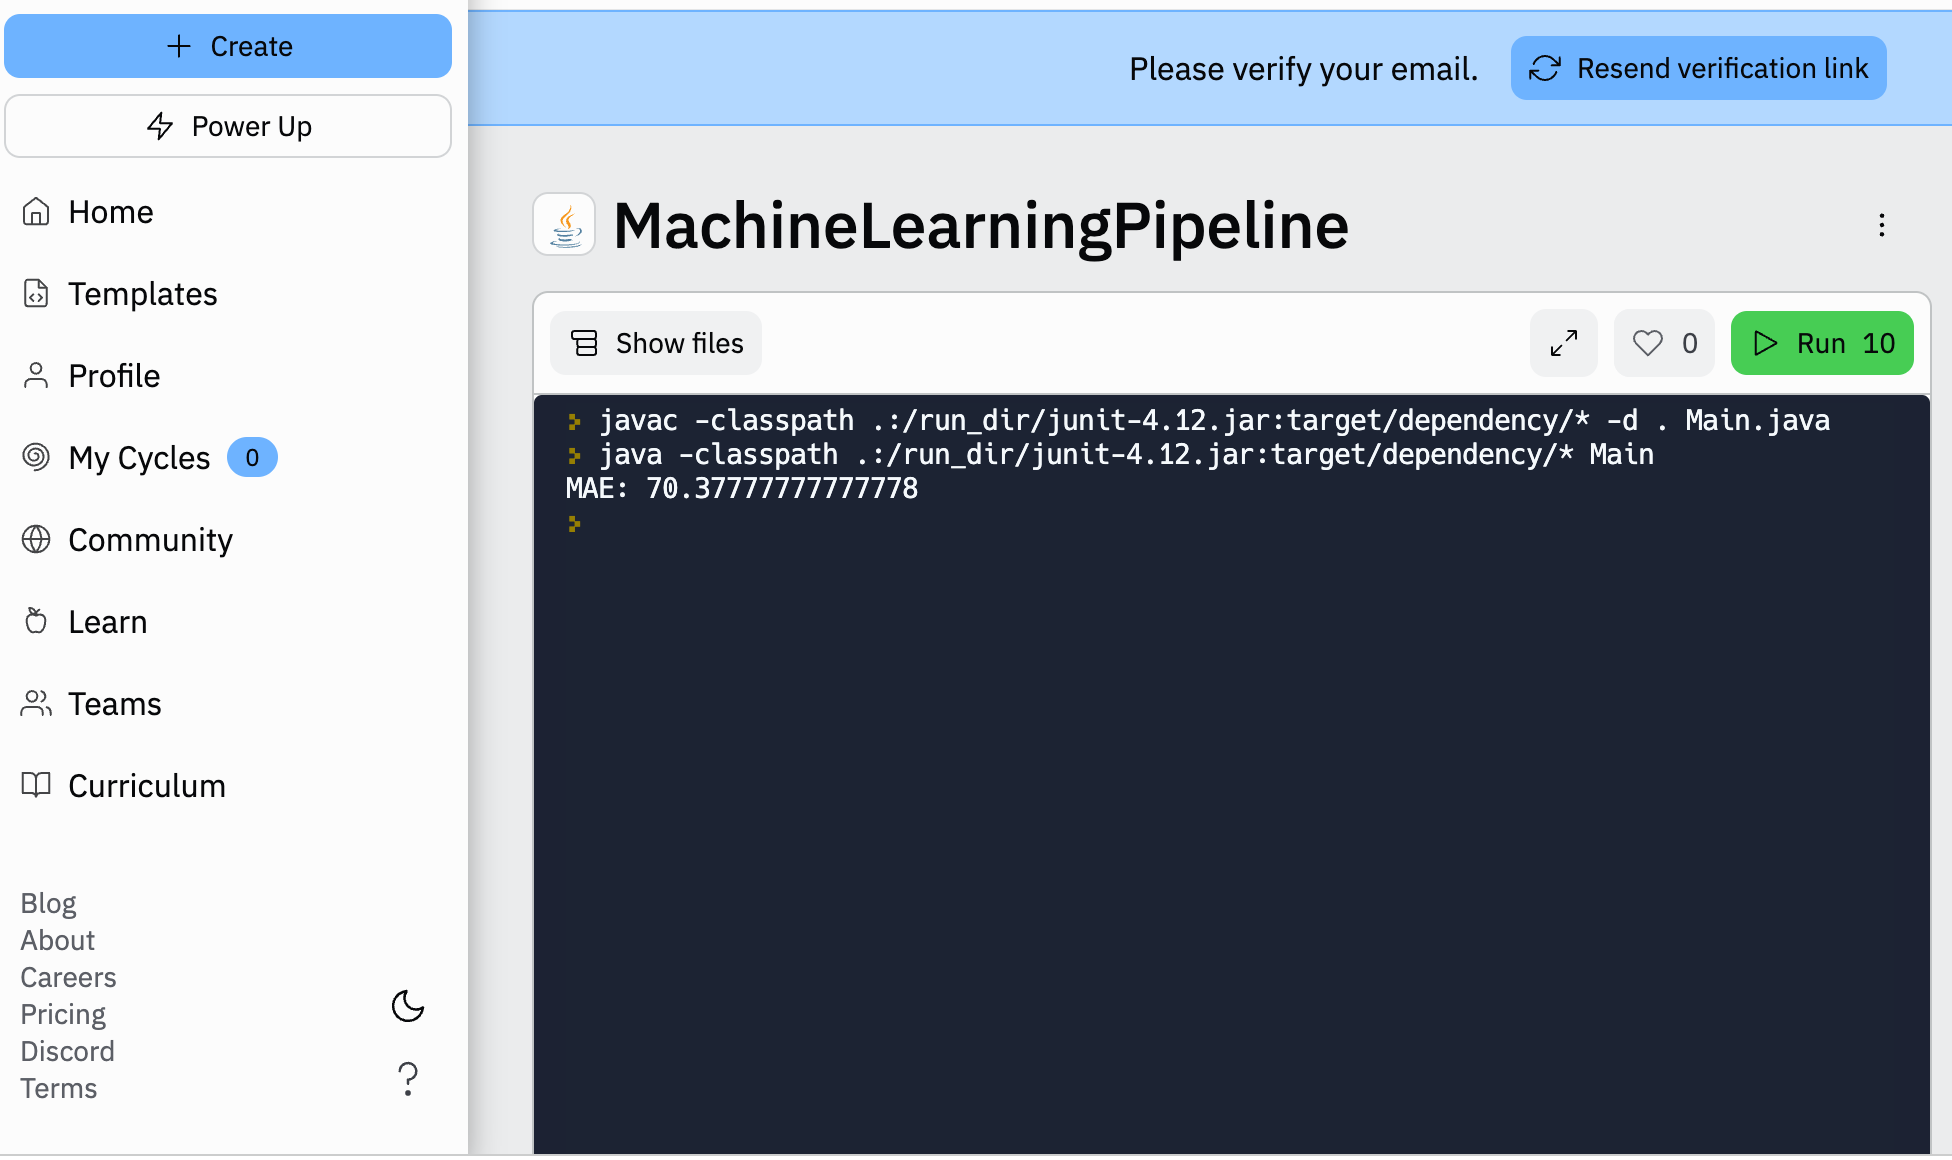 Create
Power Up
Home
Templates
Profile
My Cycles 0
Community
Learn
Teams
Curriculum
Blog
About
Careers
Pricing
Discord
Terms
Please verify your email. Resend verification link
MachineLearningPipeline
Show files 0 Run 10
javac -classpath .:/run_dir/junit-4.12.jar:target/dependency/* -d . Main.java
java -classpath .:/run_dir/junit-4.12.jar:target/dependency/* Main
MAE: 70.37777777777778